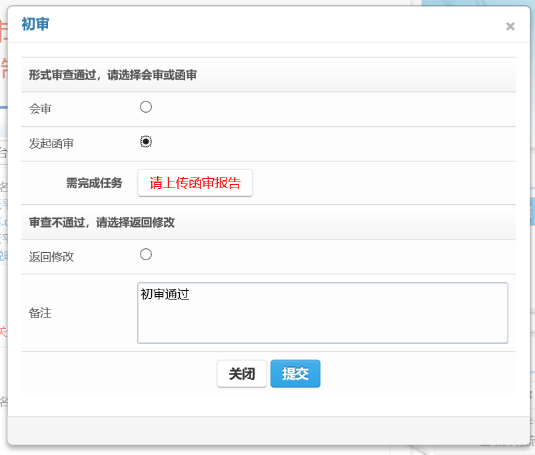 初审
×
形式审查通过，请选择会审或函审
会审
发起函审
需完成任务
请上传函审报告
审查不通过，请选择返回修改
返回修改
备注
初审通过
关闭
提交